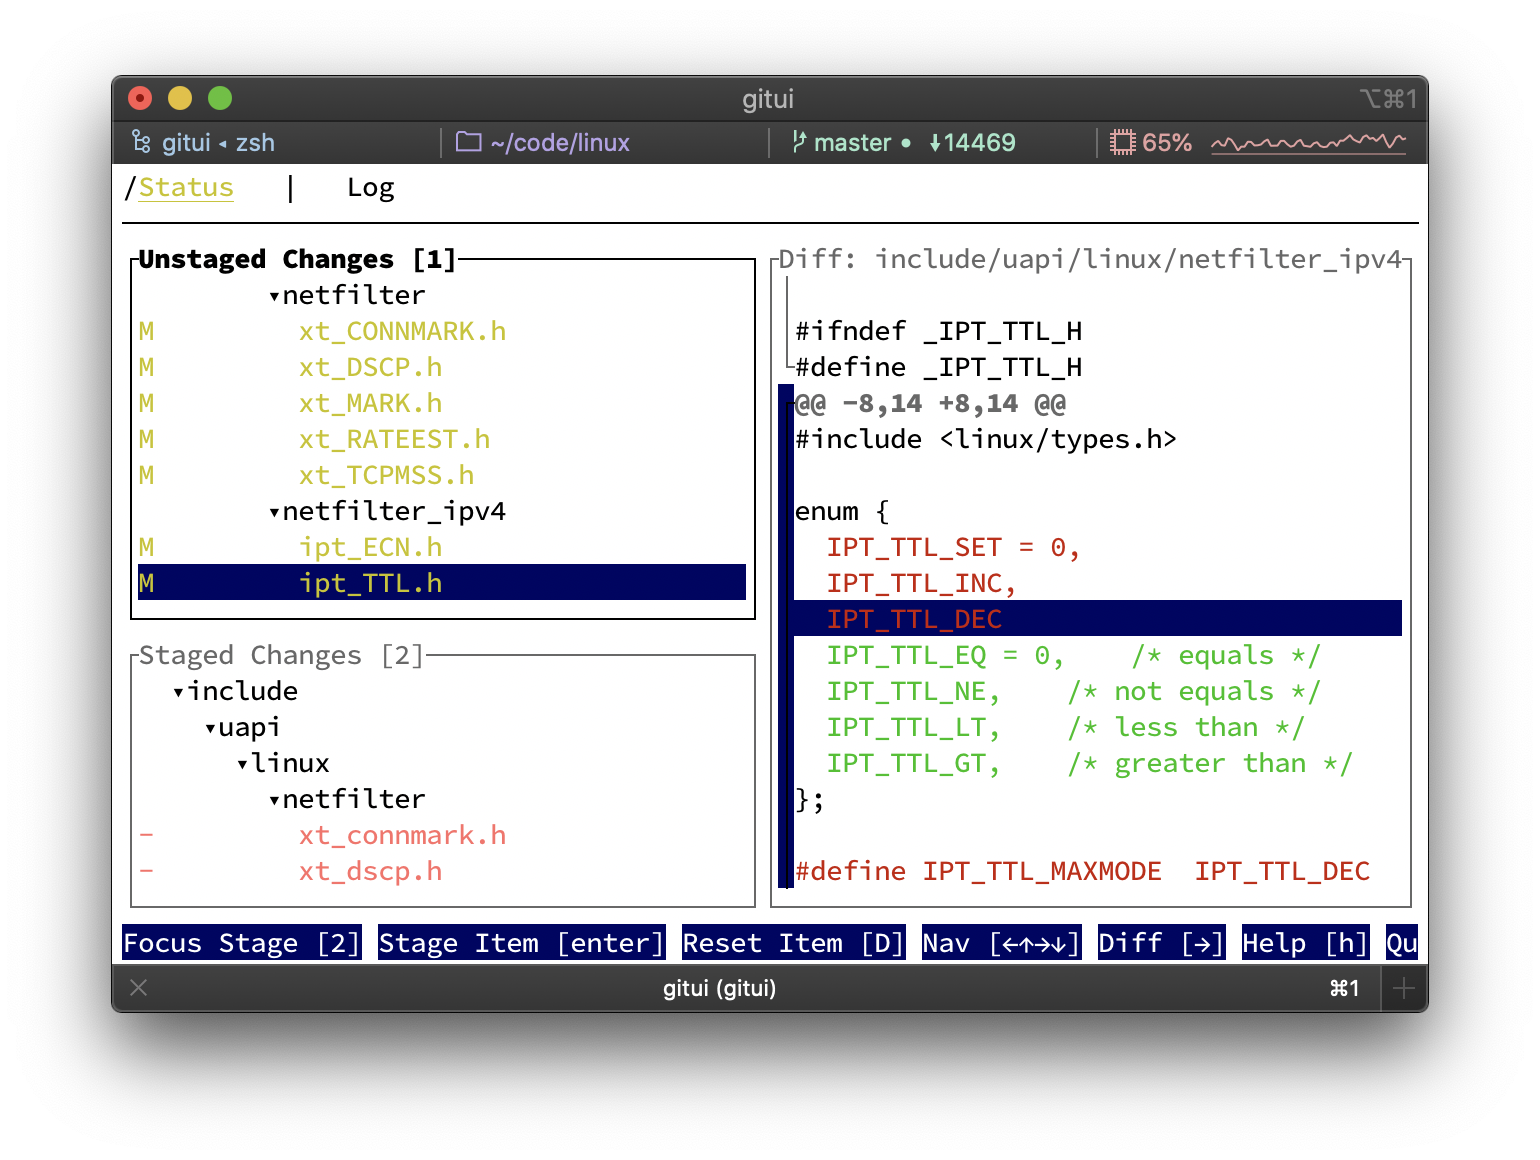 gitui
⌥⌘1
gitui ◂ zsh
~/code/linux
master • ↓14469
65%
/Status | Log
Unstaged Changes [1]
▾netfilter
M xt_CONNMARK.h
M xt_DSCP.h
M xt_MARK.h
M xt_RATEEST.h
M xt_TCPMSS.h
▾netfilter_ipv4
M ipt_ECN.h
M ipt_TTL.h
Staged Changes [2]
▾include
▾uapi
▾linux
▾netfilter
- xt_connmark.h
- xt_dscp.h
Diff: include/uapi/linux/netfilter_ipv4
#ifndef _IPT_TTL_H
#define _IPT_TTL_H
@@ -8,14 +8,14 @@
#include <linux/types.h>
enum {
IPT_TTL_SET = 0,
IPT_TTL_INC,
IPT_TTL_DEC
IPT_TTL_EQ = 0, /* equals */
IPT_TTL_NE, /* not equals */
IPT_TTL_LT, /* less than */
IPT_TTL_GT, /* greater than */
};
#define IPT_TTL_MAXMODE IPT_TTL_DEC
Focus Stage [2] Stage Item [enter] Reset Item [D] Nav [←↑→↓] Diff [→] Help [h] Qu
gitui (gitui)
⌘1